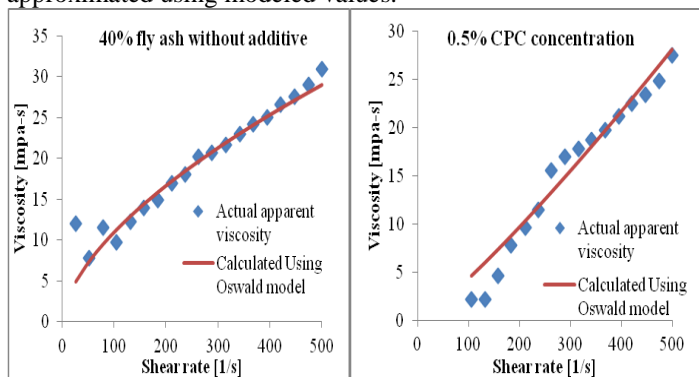 approximated using modeled values.
40% fly ash without additive
35
30
25
20
15
10
5
0
Viscosity [mpa-s]
Actual apparent
viscosity
Calculated Using
Oswald model
0 100 200 300 400 500
Shear rate [1/s]
0.5% CPC concentration
30
25
20
15
10
5
0
Viscosity [mpa-s]
Actual apparent
viscosity
Calculated Using
Oswald model
0 100 200 300 400 500
Shear rate [1/s]